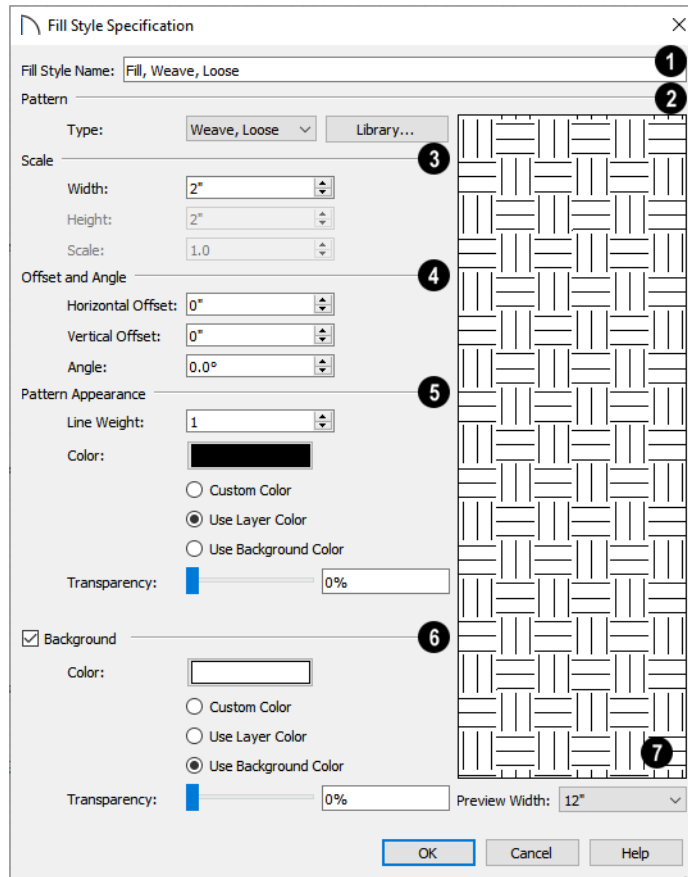 Fill Style Specification
Fill Style Name: Fill, Weave, Loose 1
Pattern 2
Type: Weave, Loose Library...
Scale 3
Width: 2"
Height: 2"
Scale: 1.0
Offset and Angle 4
Horizontal Offset: 0"
Vertical Offset: 0"
Angle: 0.0°
Pattern Appearance 5
Line Weight: 1
Color:
Custom Color
Use Layer Color
Use Background Color
Transparency: 0%
Background 6
Color:
Custom Color
Use Layer Color
Use Background Color
7
Transparency: 0% Preview Width: 12"
OK Cancel Help